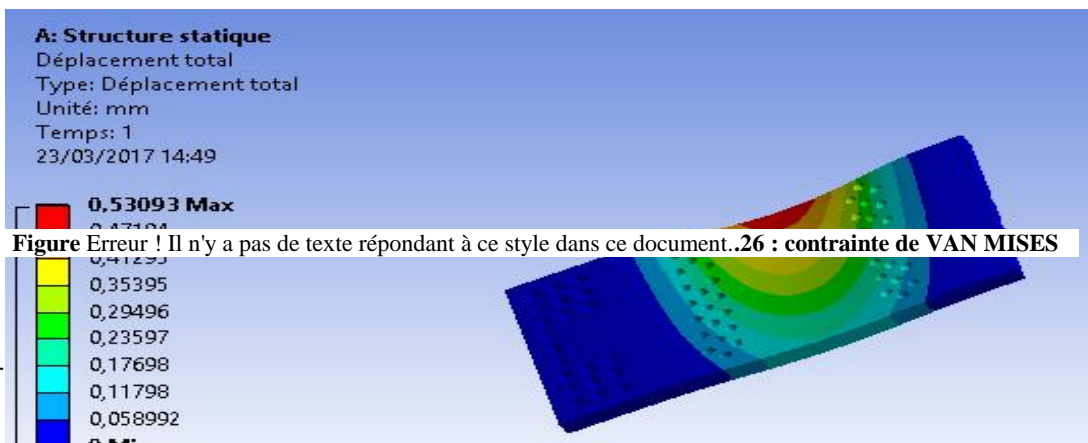 A: Structure statique
Déplacement total
Type: Déplacement total
Unité: mm
Temps: 1
23/03/2017 14:49
0,53093 Max
Figure Erreur ! Il n'y a pas de texte répondant à ce style dans ce document..26 : contrainte de VAN MISES
0,35395
0,29496
0,23597
0,17698
0,11798
0,058992